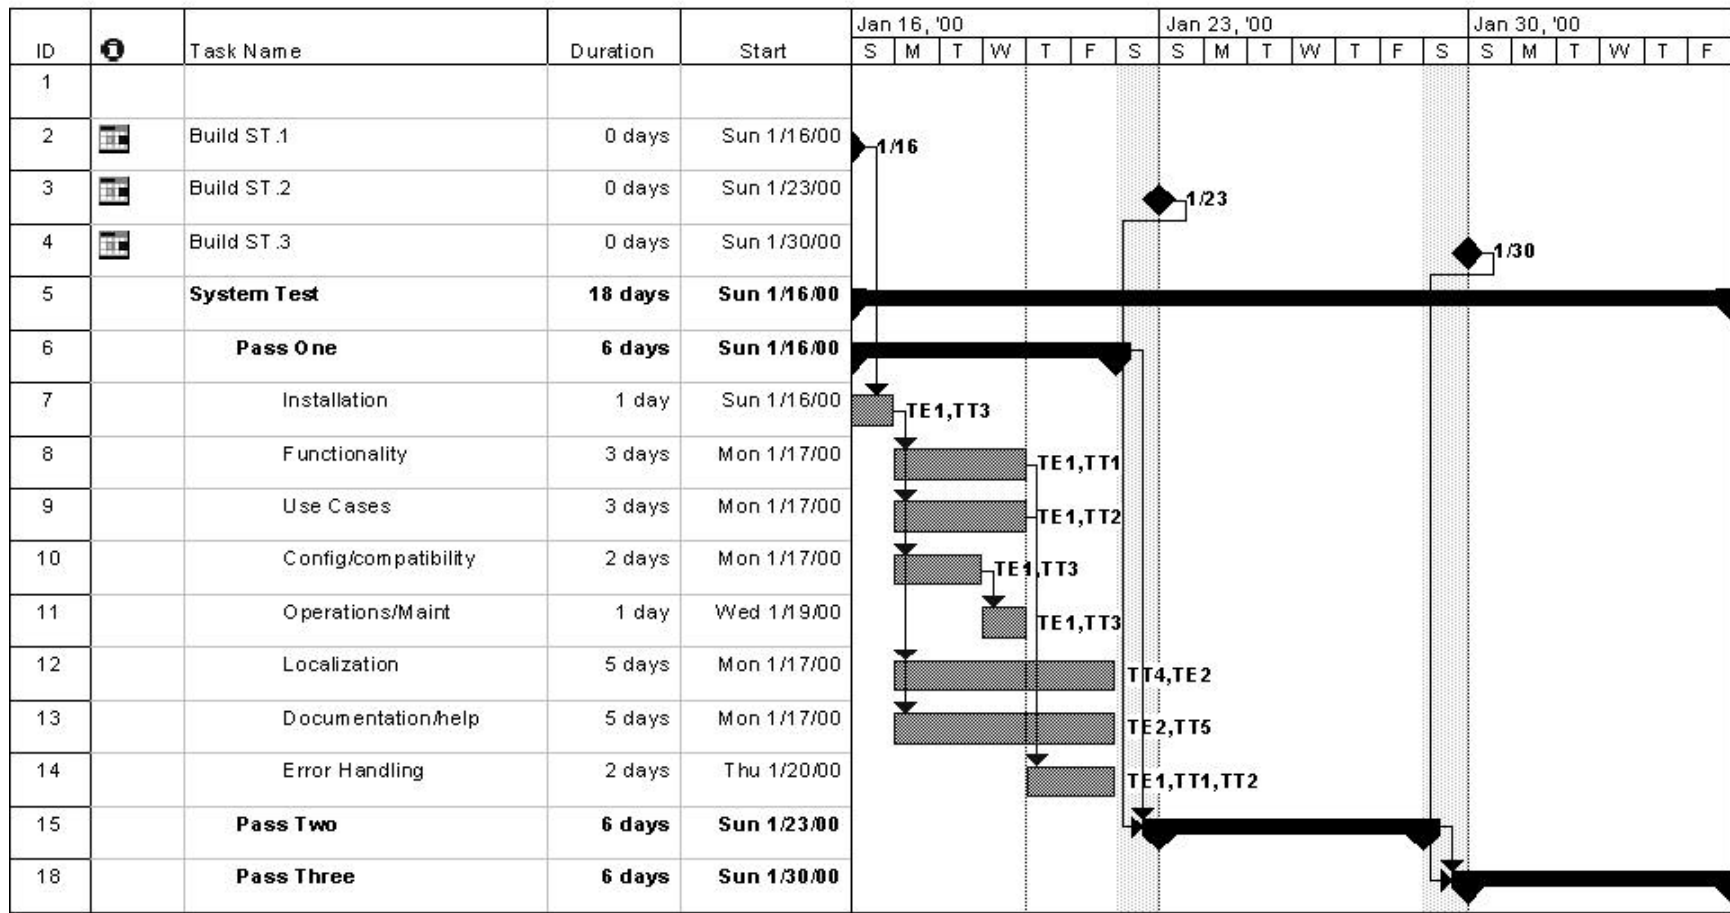 Jan 16, '00 Jan 23, '00 Jan 30, '00
ID Task Name Duration Start S M T W T F S S M T W T F S S M T W T F
1
2 Build ST.1 0 days Sun 1/16/00 1/16
3 Build ST.2 0 days Sun 1/23/00 1/23
4 Build ST.3 0 days Sun 1/30/00 1/30
5 System Test 18 days Sun 1/16/00
6 Pass One 6 days Sun 1/16/00
7 Installation 1 day Sun 1/16/00 TE1,TT3
8 Functionality 3 days Mon 1/17/00 TE1,TT1
9 Use Cases 3 days Mon 1/17/00 TE1,TT2
10 Config/compatibility 2 days Mon 1/17/00 TE1,TT3
11 Operations/Maint 1 day Wed 1/19/00 TE1,TT3
12 Localization 5 days Mon 1/17/00 TT4,TE2
13 Documentation/help 5 days Mon 1/17/00 TE2,TT5
14 Error Handling 2 days Thu 1/20/00 TE1,TT1,TT2
15 Pass Two 6 days Sun 1/23/00
18 Pass Three 6 days Sun 1/30/00